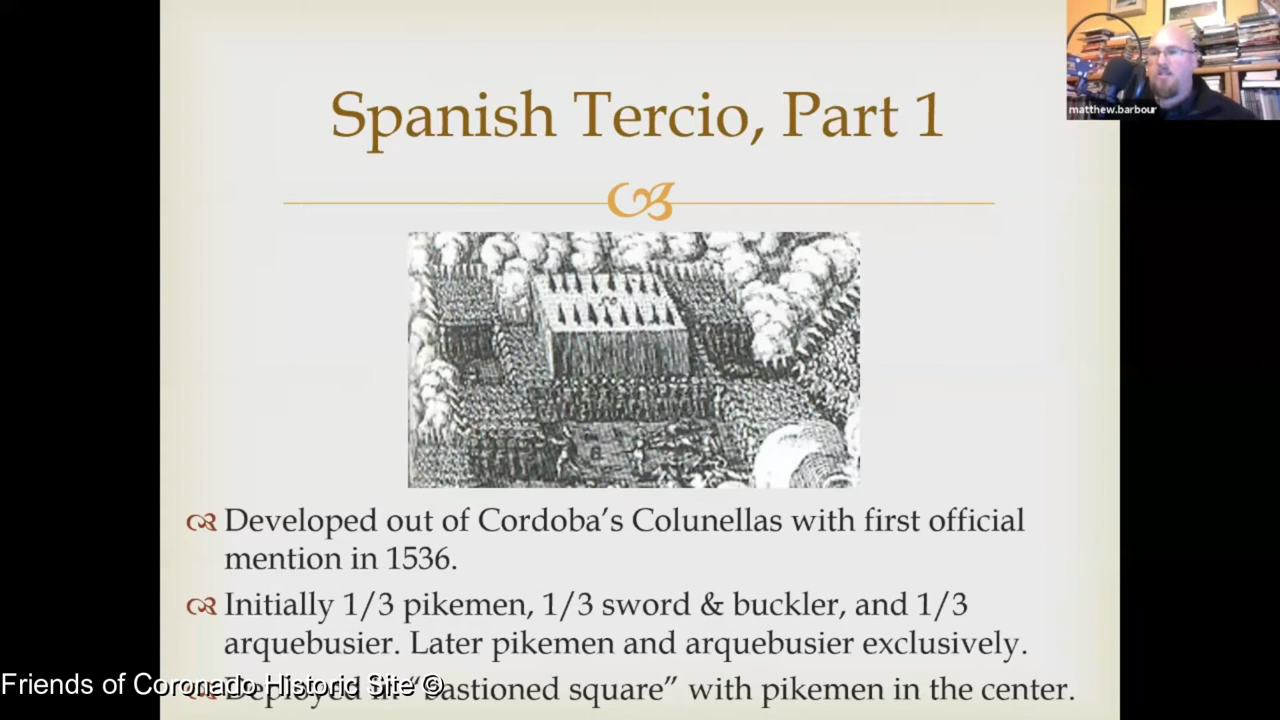 Spanish Tercio, Part 1
matthew.barbour
Developed out of Cordoba's Colunellas with first official
mention in 1536.
Initially 1/3 pikemen, 1/3 sword & buckler, and 1/3
arquebusier. Later pikemen and arquebusier exclusively.
Deployed in "bastioned square" with pikemen in the center.
Friends of Coronado Historic Site ©